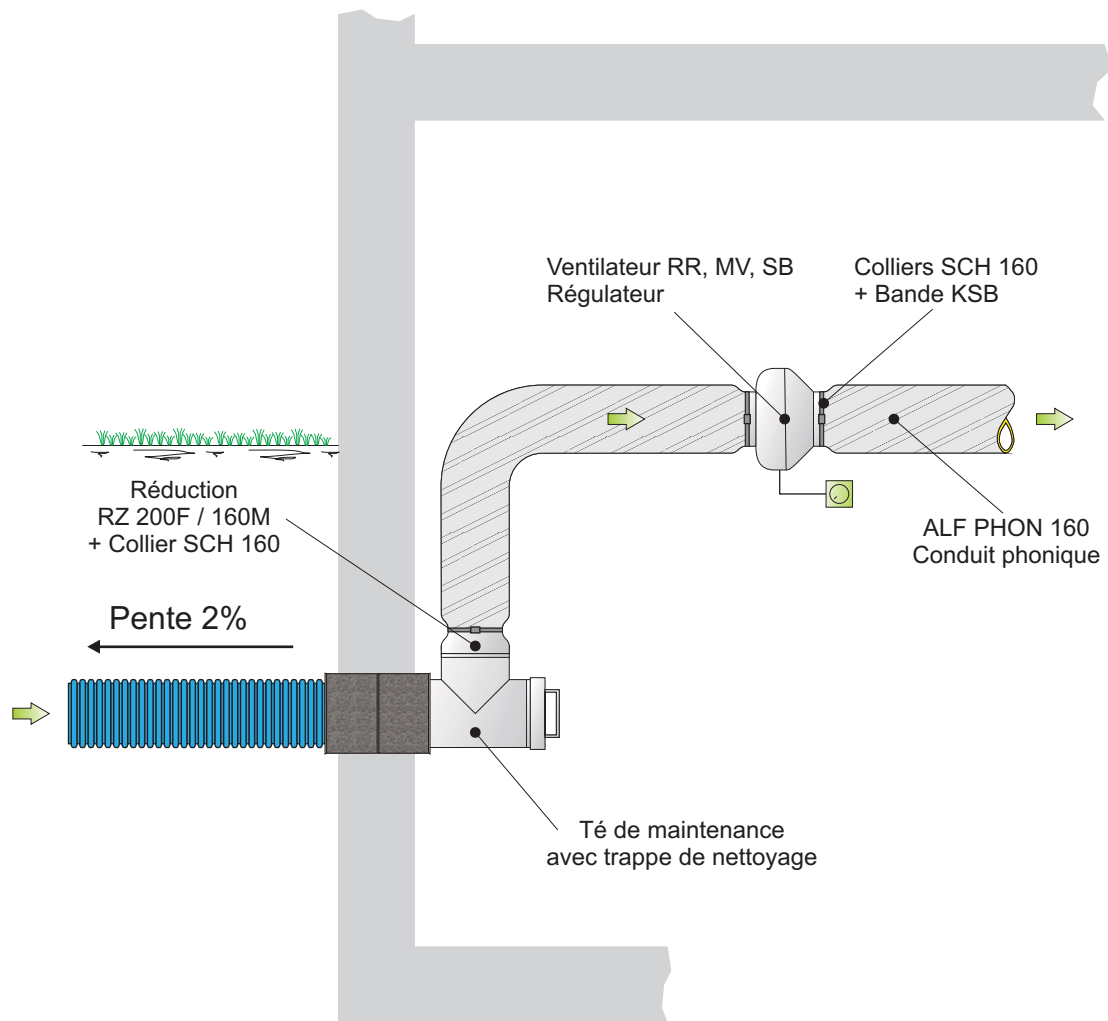 Ventilateur RR, MV, SB
Régulateur
Colliers SCH 160
+ Bande KSB
Réduction
RZ 200F / 160M
+ Collier SCH 160
ALF PHON 160
Conduit phonique
Pente 2%
Té de maintenance
avec trappe de nettoyage